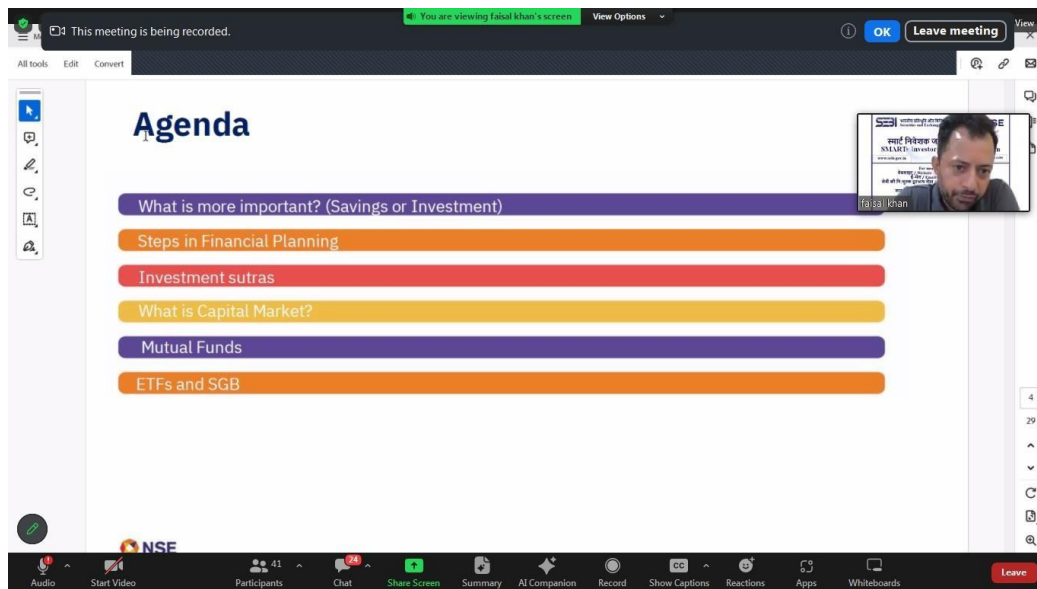 You are viewing faisal khan's screen View Options
This meeting is being recorded.
OK
Leave meeting
View
All tools Edit Convert
Agenda
SEBI
SMARTs Investor
faisal khan
What is more important? (Savings or Investment)
Steps in Financial Planning
Investment sutras
What is Capital Market?
Mutual Funds
ETFs and SGB
4
29
NSE
41
24
Audio Start Video Participants Chat Share Screen Summary AI Companion Record Show Captions Reactions Apps Whiteboards
Leave